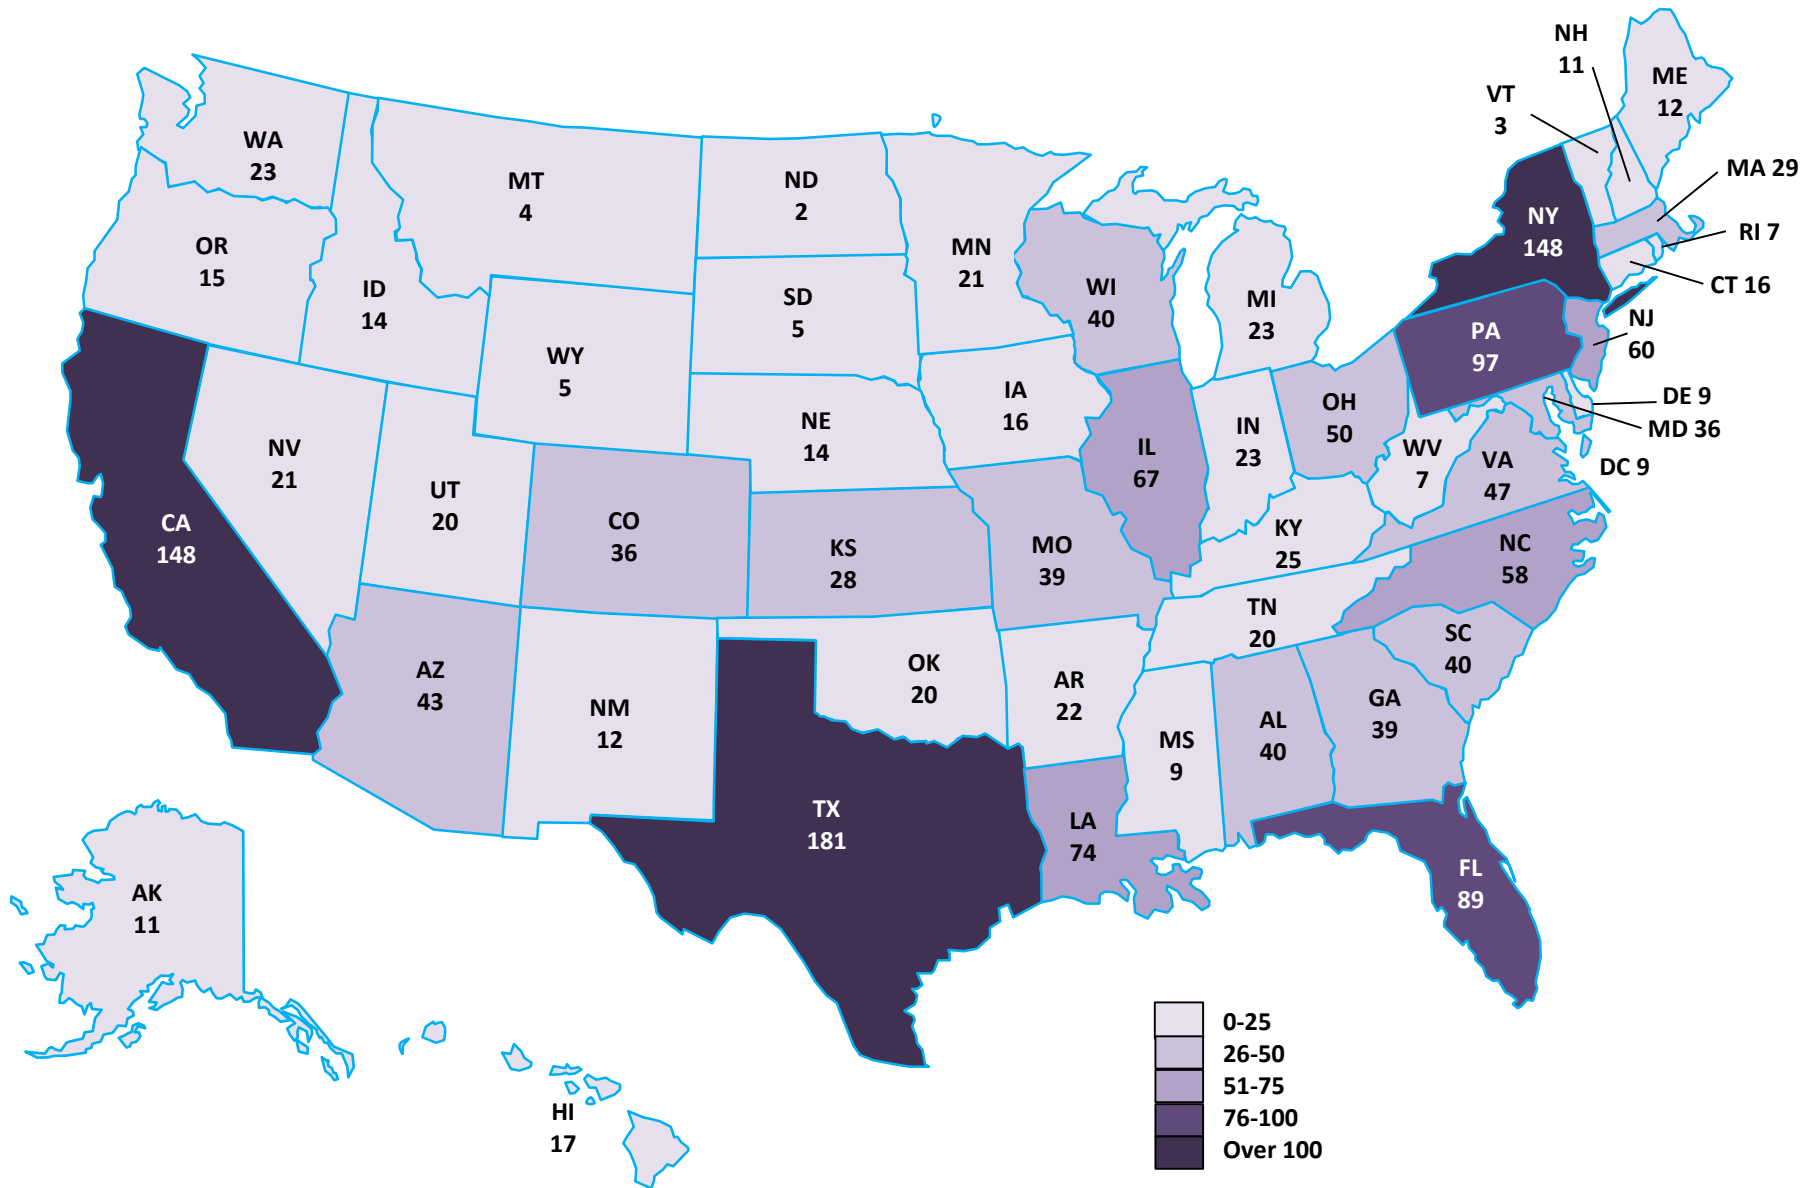 NH
11
ME
12
VT
3
WA
23
MA 29
MT
4
ND
2
NY
148
RI 7
OR
15
MN
21
CT 16
ID
14
SD
5
WI
40
MI
23
NJ
60
PA
97
WY
5
IA
16
OH
50
DE 9
MD 36
NE
14
IN
23
IL
67
WV
7
VA
47
DC 9
NV
21
UT
20
CO
36
KS
28
MO
39
KY
25
NC
58
CA
148
TN
20
SC
40
AZ
43
OK
20
AR
22
GA
39
NM
12
AL
40
MS
9
TX
181
LA
74
FL
89
AK
11
HI
17
0-25
26-50
51-75
76-100
Over 100